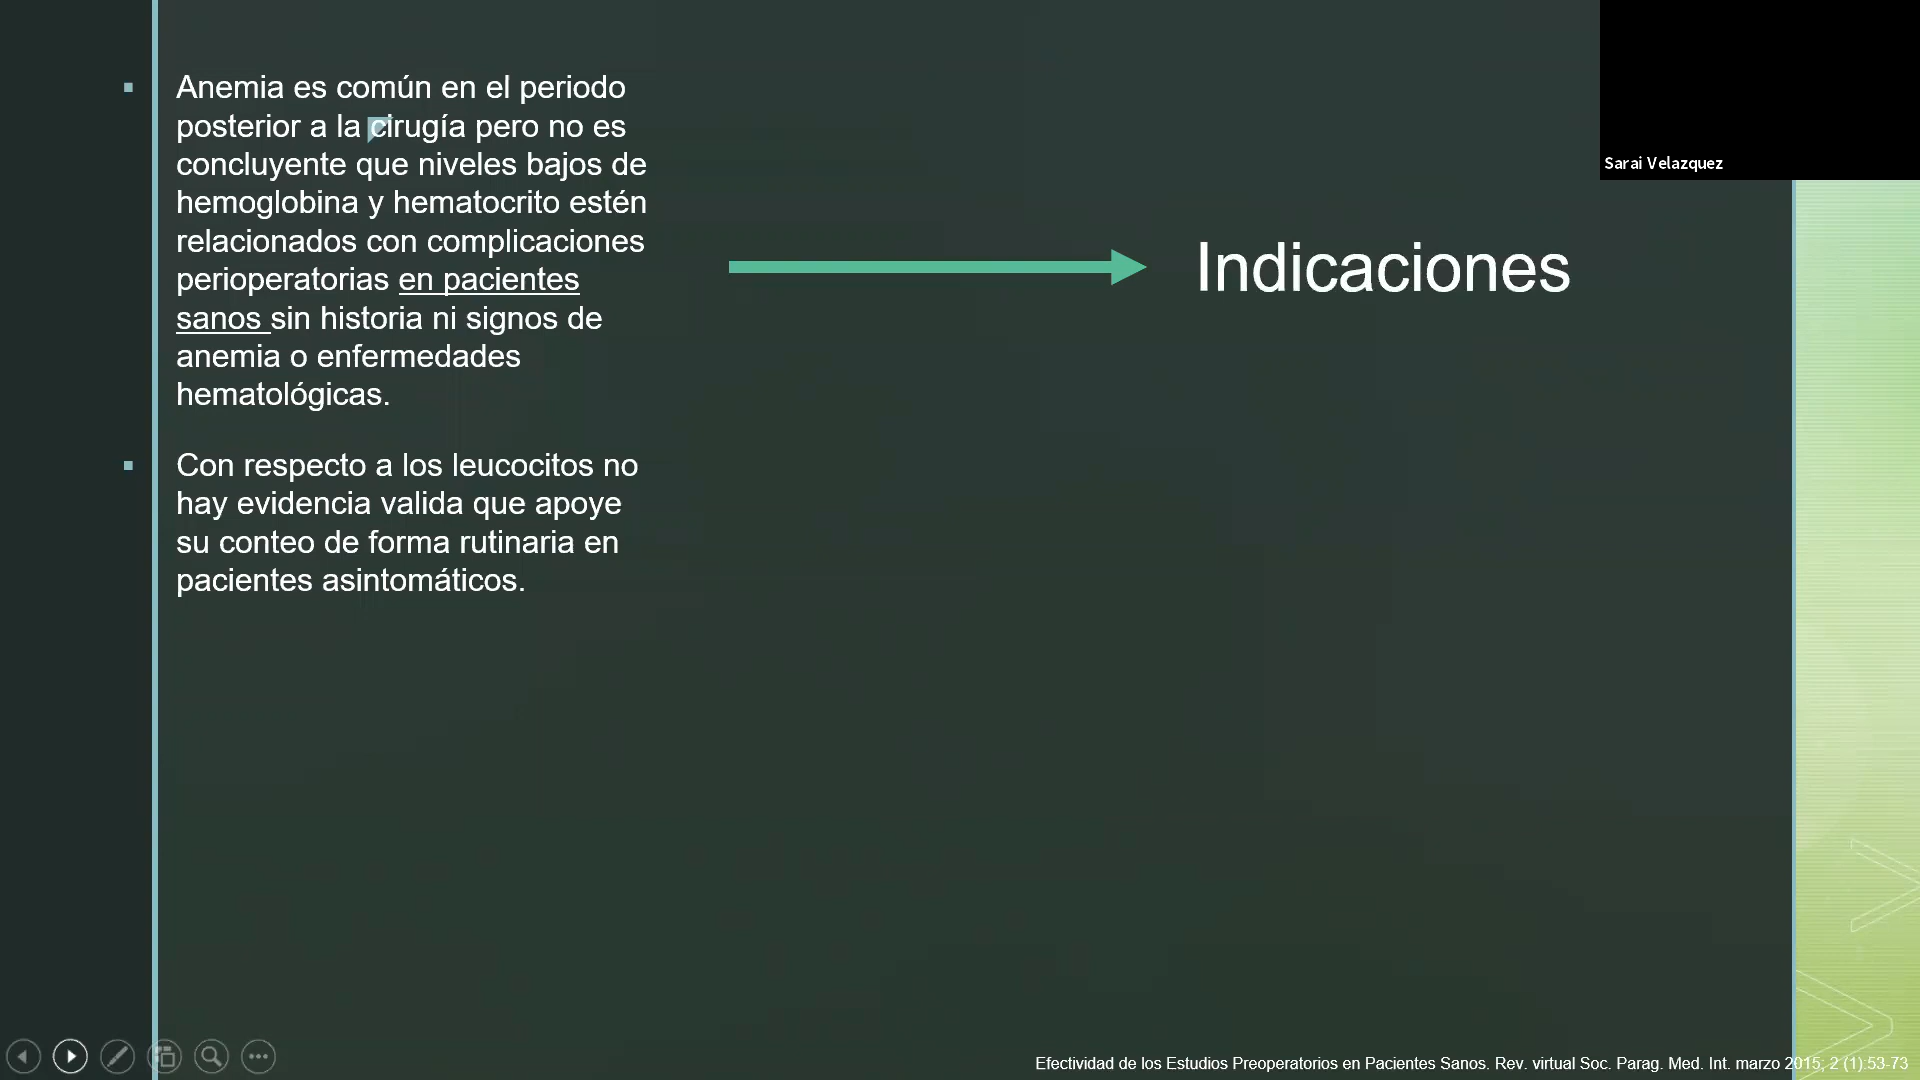 Anemia es común en el periodo
posterior a la cirugía pero no es
concluyente que niveles bajos de
hemoglobina y hematocrito estén
relacionados con complicaciones
perioperatorias en pacientes
sanos sin historia ni signos de
anemia o enfermedades
hematológicas.
Con respecto a los leucocitos no
hay evidencia valida que apoye
su conteo de forma rutinaria en
pacientes asintomáticos.
Indicaciones
Sarai Velazquez
Efectividad de los Estudios Preoperatorios en Pacientes Sanos. Rev. virtual Soc. Parag. Med. Int. marzo 2015; 2 (1):53-73